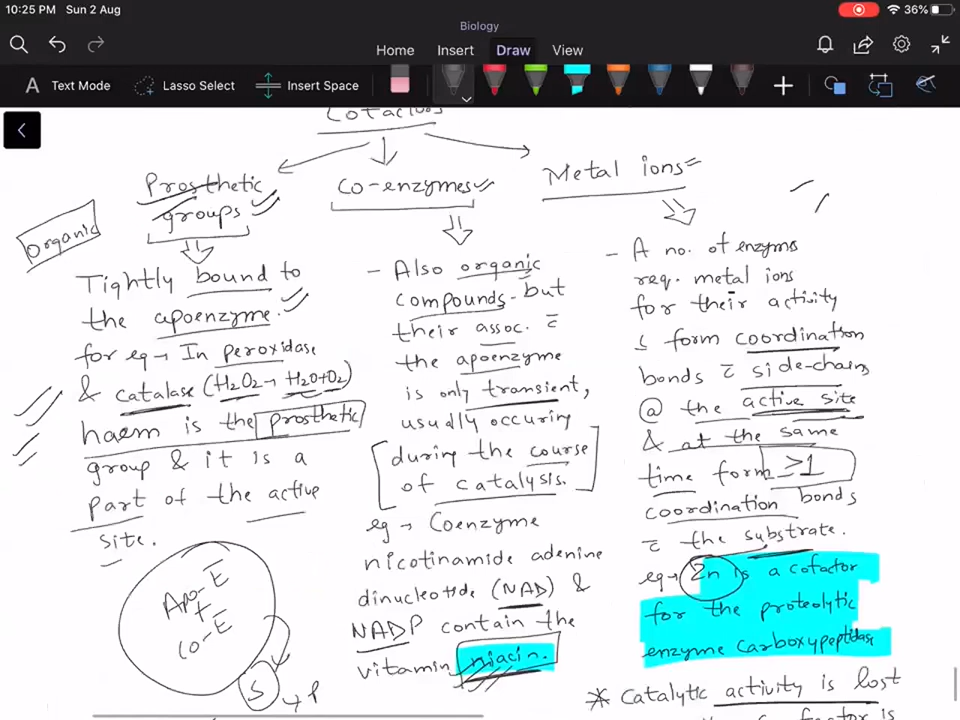 10:25 PM Sun 2 Aug
36%
Biology
Home Insert Draw View
A Text Mode Lasso Select Insert Space
Cofactors
Prosthetic
groups
Co-enzymes
Metal ions
Organic
Tightly bound to
the apoenzyme.
for eg → In peroxidase
& catalase (H2O2 → H2O+O2)
haem is the prosthetic
group & it is a
part of the active
site.
Apo-E
+
Co-E
S → P
- Also organic
compounds but
their assoc. c̄
the apoenzyme
is only transient,
usually occuring
[during the course
of catalysis.]
eg → Coenzyme
nicotinamide adenine
dinucleotide (NAD) &
NADP contain the
vitamin niacin.
- A no. of enzymes
req. metal ions
for their activity
& form coordination
bonds c̄ side-chains
@ the active site
& at the same
time form ≥1
coordination bonds
c̄ the substrate.
eg → Zn is a cofactor
for the proteolytic
enzyme carboxypeptidase
* Catalytic activity is lost